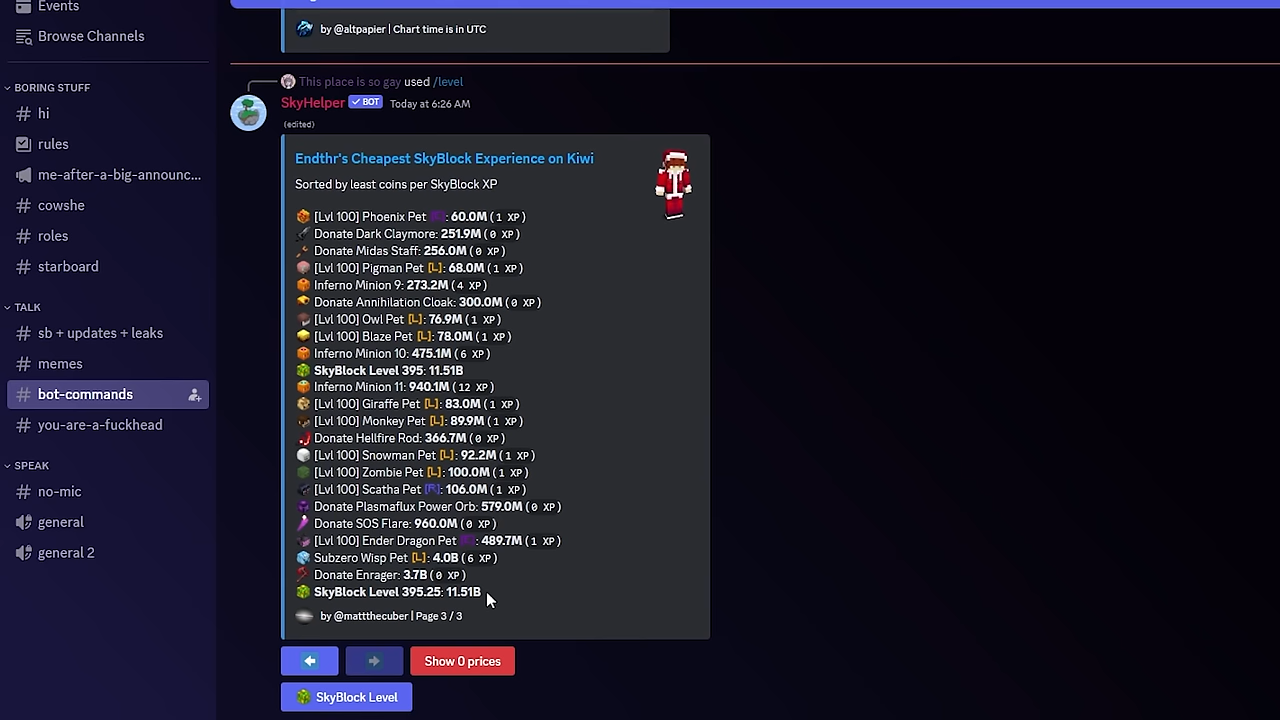 Events
Browse Channels
BORING STUFF
hi
rules
me-after-a-big-announc...
cowshe
roles
starboard
TALK
sb + updates + leaks
memes
bot-commands
you-are-a-fuckhead
SPEAK
no-mic
general
general 2
by @altpapier | Chart time is in UTC
This place is so gay used /level
SkyHelper BOT Today at 6:26 AM
(edited)
Endthr's Cheapest SkyBlock Experience on Kiwi
Sorted by least coins per SkyBlock XP
[Lvl 100] Phoenix Pet : 60.0M (1 XP)
Donate Dark Claymore: 251.9M (0 XP)
Donate Midas Staff: 256.0M (0 XP)
[Lvl 100] Pigman Pet [L]: 68.0M (1 XP)
Inferno Minion 9: 273.2M (4 XP)
Donate Annihilation Cloak: 300.0M (0 XP)
[Lvl 100] Owl Pet [L]: 76.9M (1 XP)
[Lvl 100] Blaze Pet [L]: 78.0M (1 XP)
Inferno Minion 10: 475.1M (6 XP)
SkyBlock Level 395: 11.51B
Inferno Minion 11: 940.1M (12 XP)
[Lvl 100] Giraffe Pet [L]: 83.0M (1 XP)
[Lvl 100] Monkey Pet [L]: 89.9M (1 XP)
Donate Hellfire Rod: 366.7M (0 XP)
[Lvl 100] Snowman Pet [L]: 92.2M (1 XP)
[Lvl 100] Zombie Pet [L]: 100.0M (1 XP)
[Lvl 100] Scatha Pet [R]: 106.0M (1 XP)
Donate Plasmaflux Power Orb: 579.0M (0 XP)
Donate SOS Flare: 960.0M (0 XP)
[Lvl 100] Ender Dragon Pet : 489.7M (1 XP)
Subzero Wisp Pet [L]: 4.0B (6 XP)
Donate Enrager: 3.7B (0 XP)
SkyBlock Level 395.25: 11.51B
by @mattthecuber | Page 3 / 3
Show 0 prices
SkyBlock Level